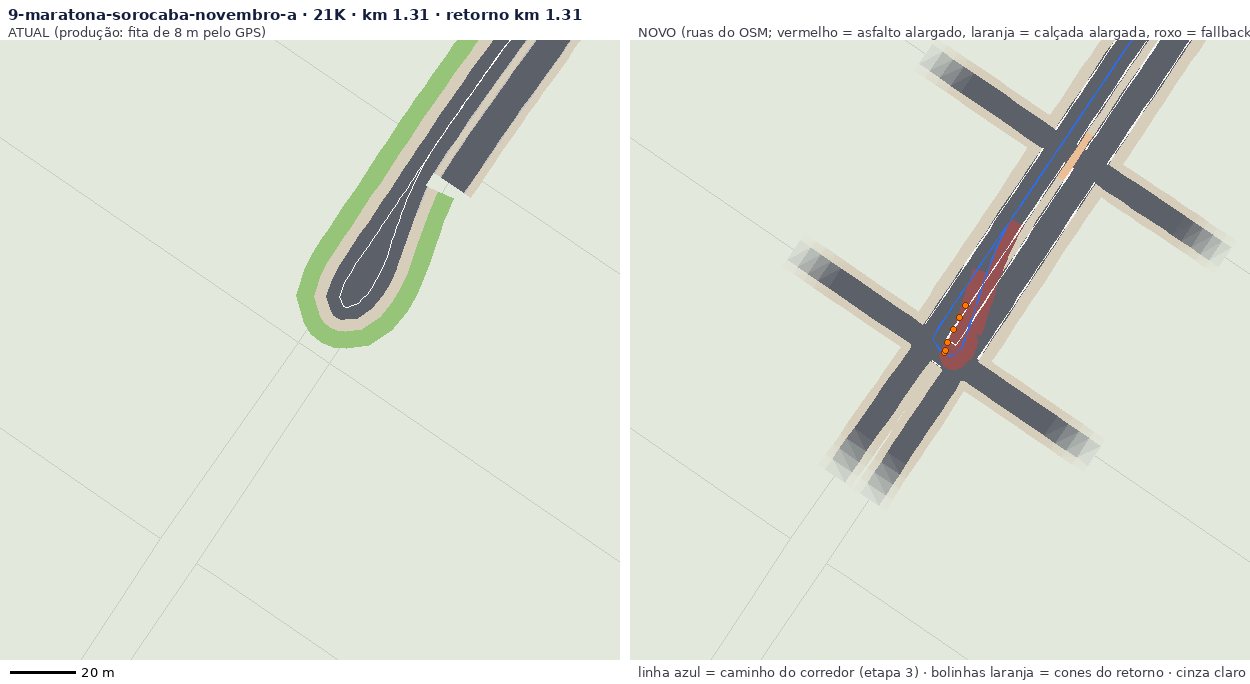 9-maratona-sorocaba-novembro-a · 21K · km 1.31 · retorno km 1.31
ATUAL (produção: fita de 8 m pelo GPS)
NOVO (ruas do OSM; vermelho = asfalto alargado, laranja = calçada alargada, roxo = fallback
20 m
linha azul = caminho do corredor (etapa 3) · bolinhas laranja = cones do retorno · cinza claro